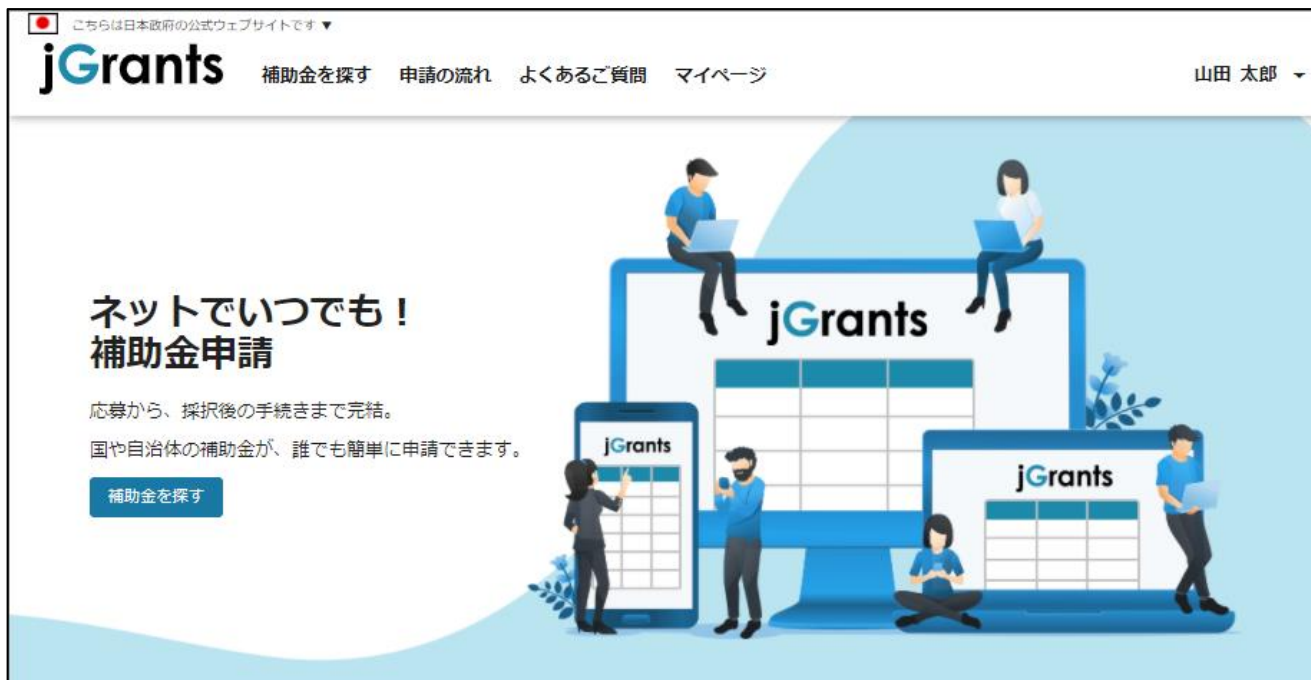 こちらは日本政府の公式ウェブサイトです ▼
jGrants 補助金を探す 申請の流れ よくあるご質問 マイページ 山田 太郎
ネットでいつでも！
補助金申請
応募から、採択後の手続きまで完結。
国や自治体の補助金が、誰でも簡単に申請できます。
補助金を探す
jGrants
jGrants
jGrants